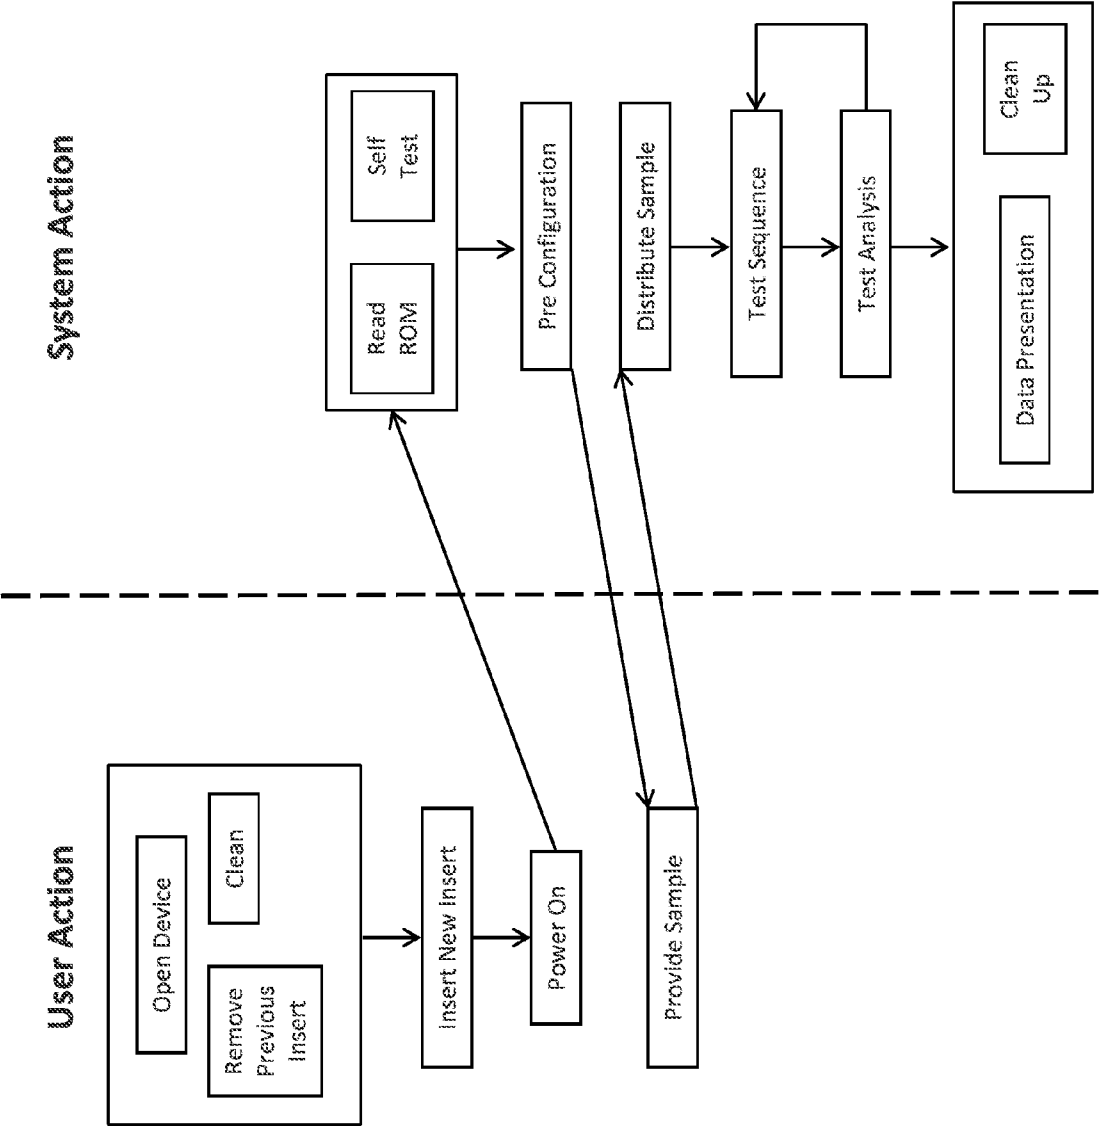 User Action
System Action
Open Device
Remove
Previous
Insert
Clean
Insert New Insert
Power On
Read
ROM
Self
Test
Pre Configuration
Provide Sample
Distribute Sample
Test Sequence
Test Analysis
Data Presentation
Clean
Up